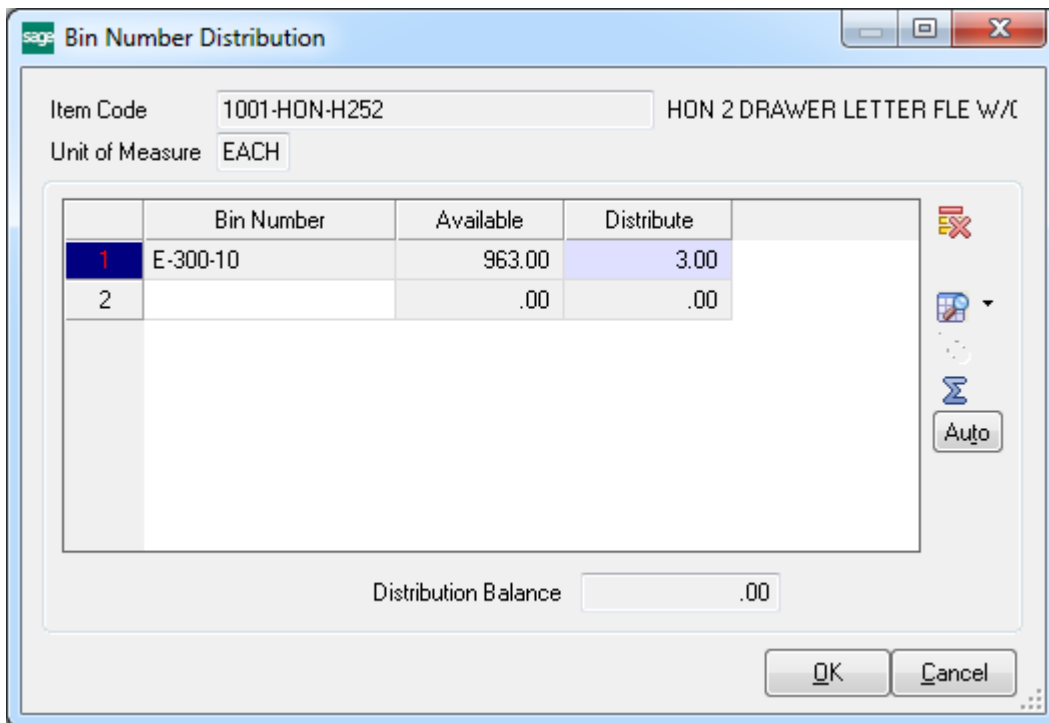 sage Bin Number Distribution
Item Code 1001-HON-H252 HON 2 DRAWER LETTER FLE W/
Unit of Measure EACH
Bin Number Available Distribute
1 E-300-10 963.00 3.00
2 .00 .00
Auto
Distribution Balance .00
OK Cancel